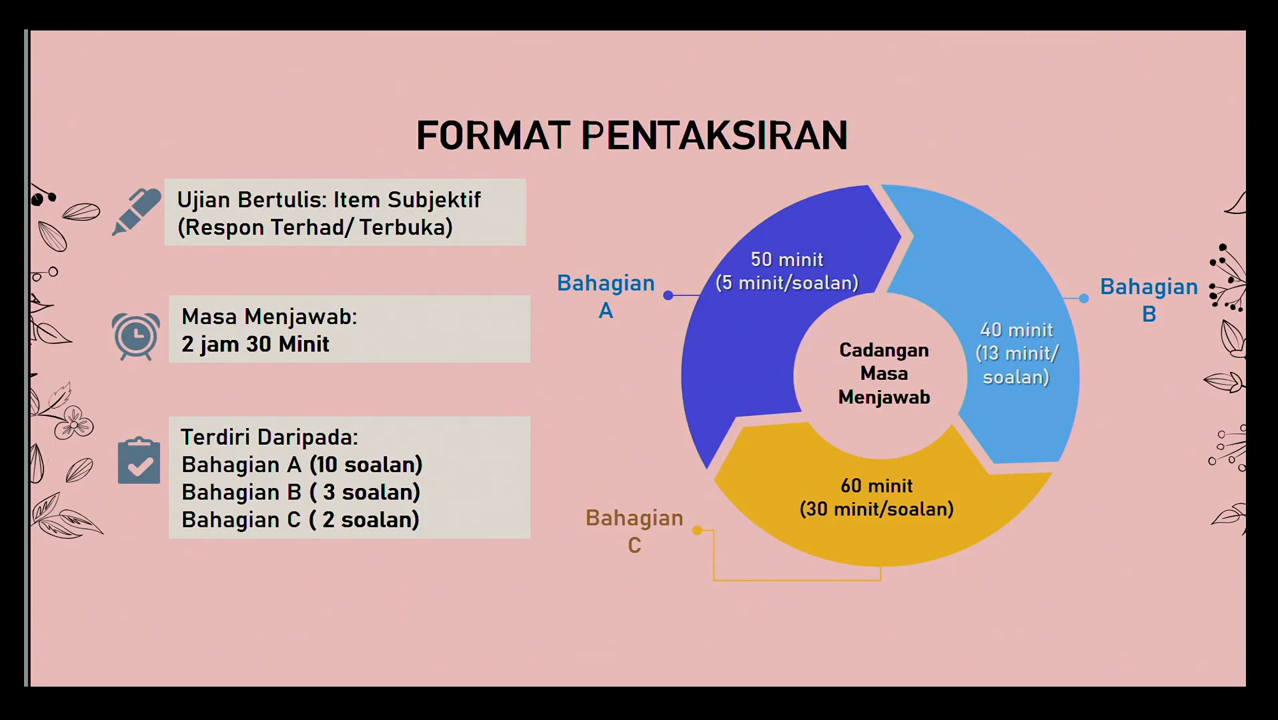 FORMAT PENTAKSIRAN
Ujian Bertulis: Item Subjektif
(Respon Terhad/ Terbuka)
Masa Menjawab:
2 jam 30 Minit
Terdiri Daripada:
Bahagian A (10 soalan)
Bahagian B ( 3 soalan)
Bahagian C ( 2 soalan)
Bahagian
A
50 minit
(5 minit/soalan)
Bahagian
B
40 minit
(13 minit/
soalan)
Cadangan
Masa
Menjawab
60 minit
(30 minit/soalan)
Bahagian
C